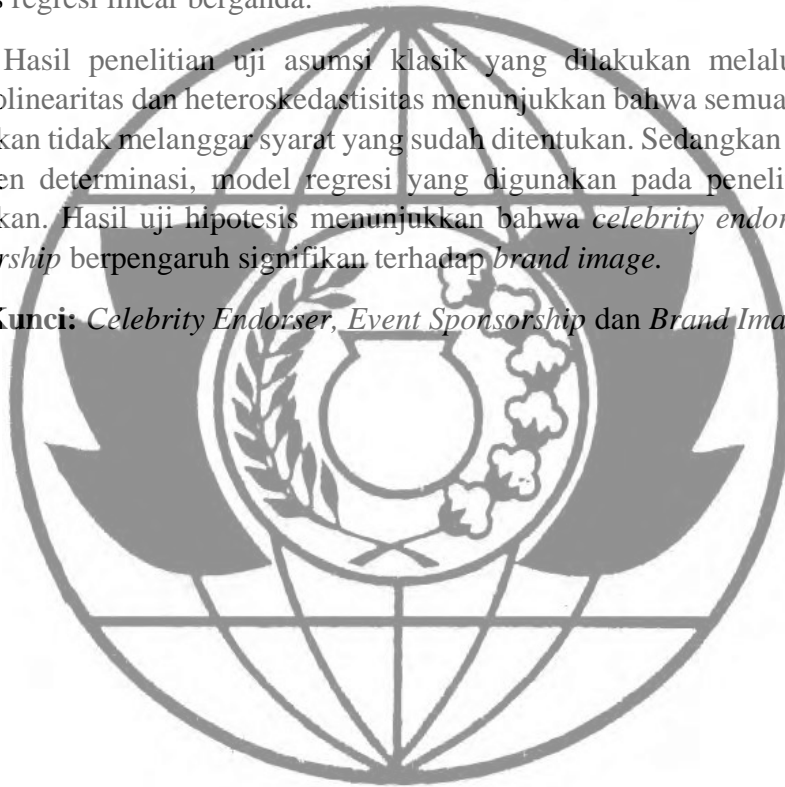 s regresi linear berganda.
Hasil penelitian uji asumsi klasik yang dilakukan melalu
olinearitas dan heteroskedastisitas menunjukkan bahwa semua
kan tidak melanggar syarat yang sudah ditentukan. Sedangkan
en determinasi, model regresi yang digunakan pada peneli
kan. Hasil uji hipotesis menunjukkan bahwa celebrity endor
rship berpengaruh signifikan terhadap brand image.
Kunci: Celebrity Endorser, Event Sponsorship dan Brand Ima